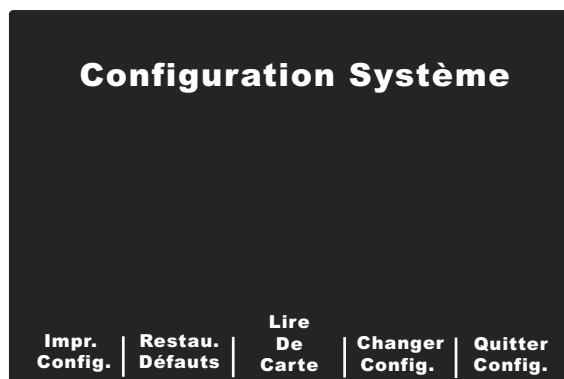 Configuration Système
Impr.
Config.
Restau.
Défauts
Lire
De
Carte
Changer
Config.
Quitter
Config.